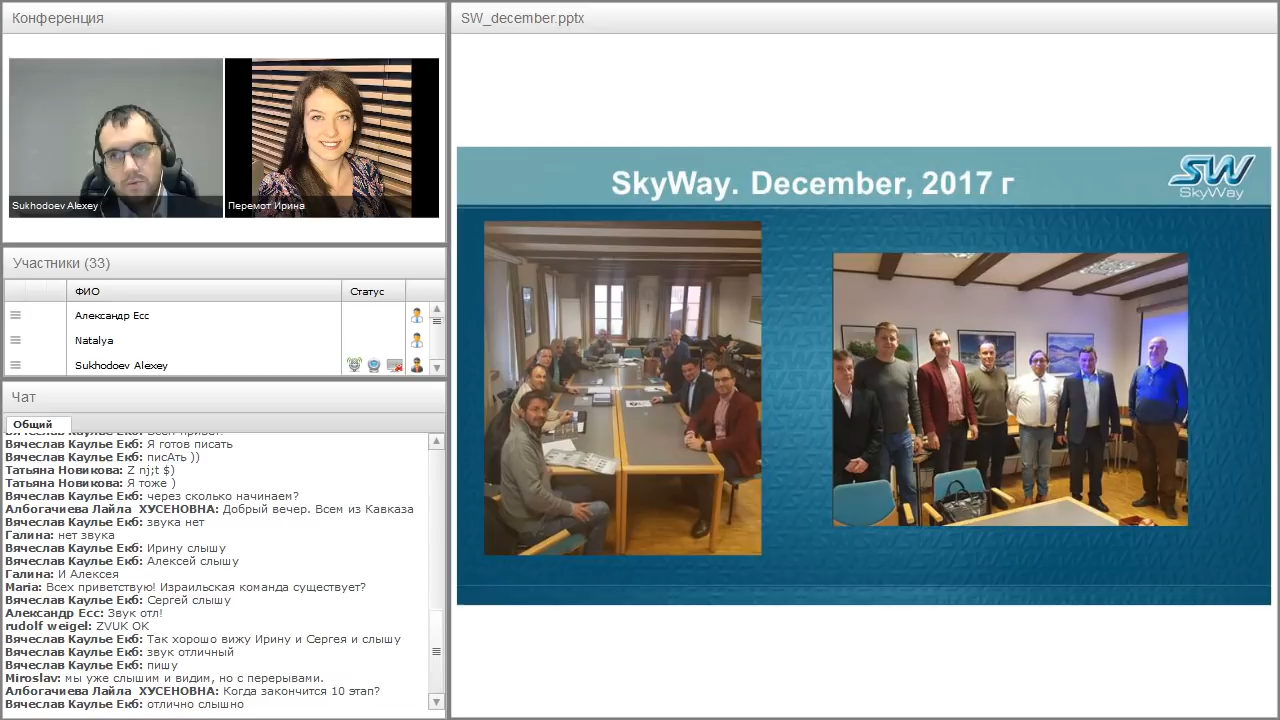 Конференция
Sukhodoev Alexey
Перемот Ирина
Участники (33)
ФИО
Статус
Александр Есс
Natalya
Sukhodoev Alexey
Чат
Общий
Вячеслав Каулье Екб: Я готов писать
Вячеслав Каулье Екб: писАть ))
Татьяна Новикова: Z nj;t $)
Татьяна Новикова: Я тоже )
Вячеслав Каулье Екб: через сколько начинаем?
Албогачиева Лайла ХУСЕНОВНА: Добрый вечер. Всем из Кавказа
Вячеслав Каулье Екб: звука нет
Галина: нет звука
Вячеслав Каулье Екб: Ирину слышу
Вячеслав Каулье Екб: Алексей слышу
Галина: И Алексея
Maria: Всех приветствую! Израильская команда существует?
Вячеслав Каулье Екб: Сергей слышу
Александр Есс: Звук отл!
rudolf weigel: ZVUK OK
Вячеслав Каулье Екб: Так хорошо вижу Ирину и Сергея и слышу
Вячеслав Каулье Екб: звук отличный
Вячеслав Каулье Екб: пишу
Miroslav: мы уже слышим и видим, но с перерывами.
Албогачиева Лайла ХУСЕНОВНА: Когда закончится 10 этап?
Вячеслав Каулье Екб: отлично слышно
SW_december.pptx
SkyWay. December, 2017 г
SW
SkyWay